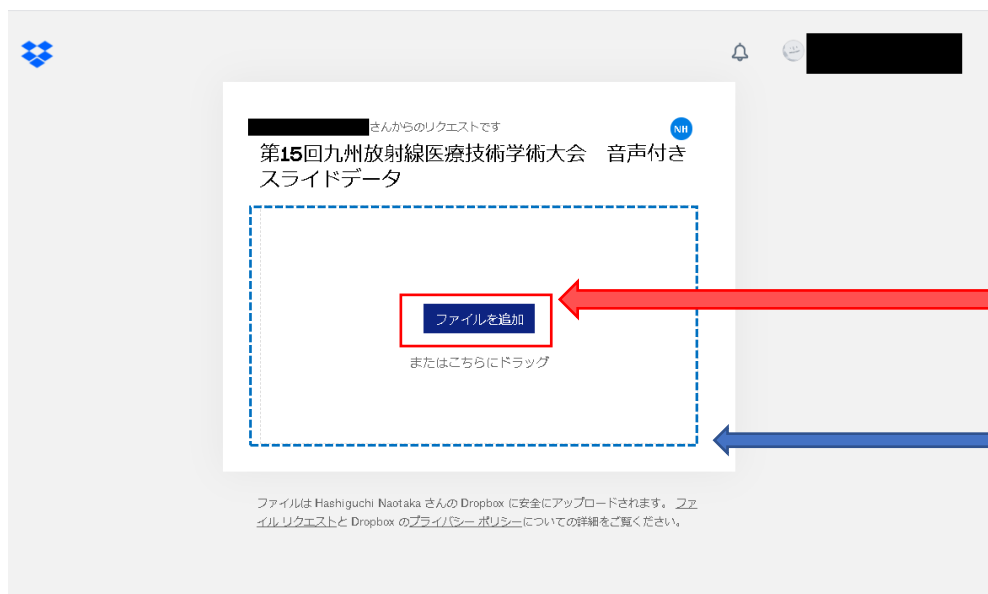 さんからのリクエストです
NH
第15回九州放射線医療技術学術大会　音声付き
スライドデータ
ファイルを追加
またはこちらにドラッグ
ファイルは Hashiguchi Naotaka さんの Dropbox に安全にアップロードされます。 ファ
イル リクエストと Dropbox のプライバシー ポリシーについての詳細をご覧ください。